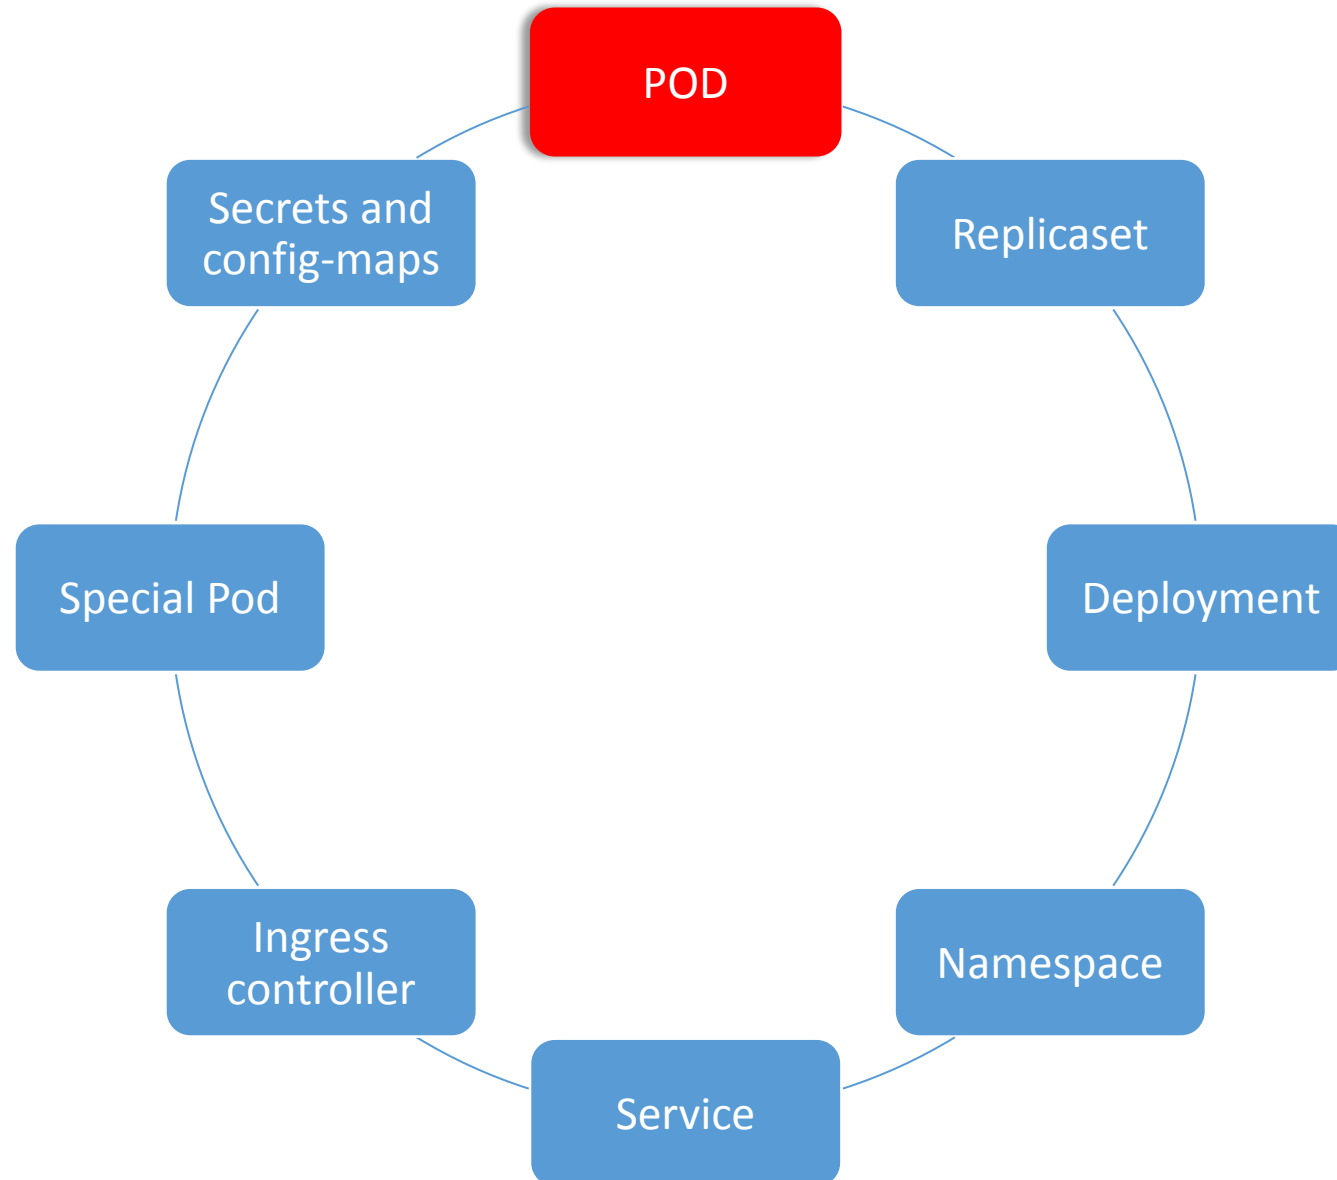 POD
Replicaset
Deployment
Namespace
Service
Ingress
controller
Special Pod
Secrets and
config-maps